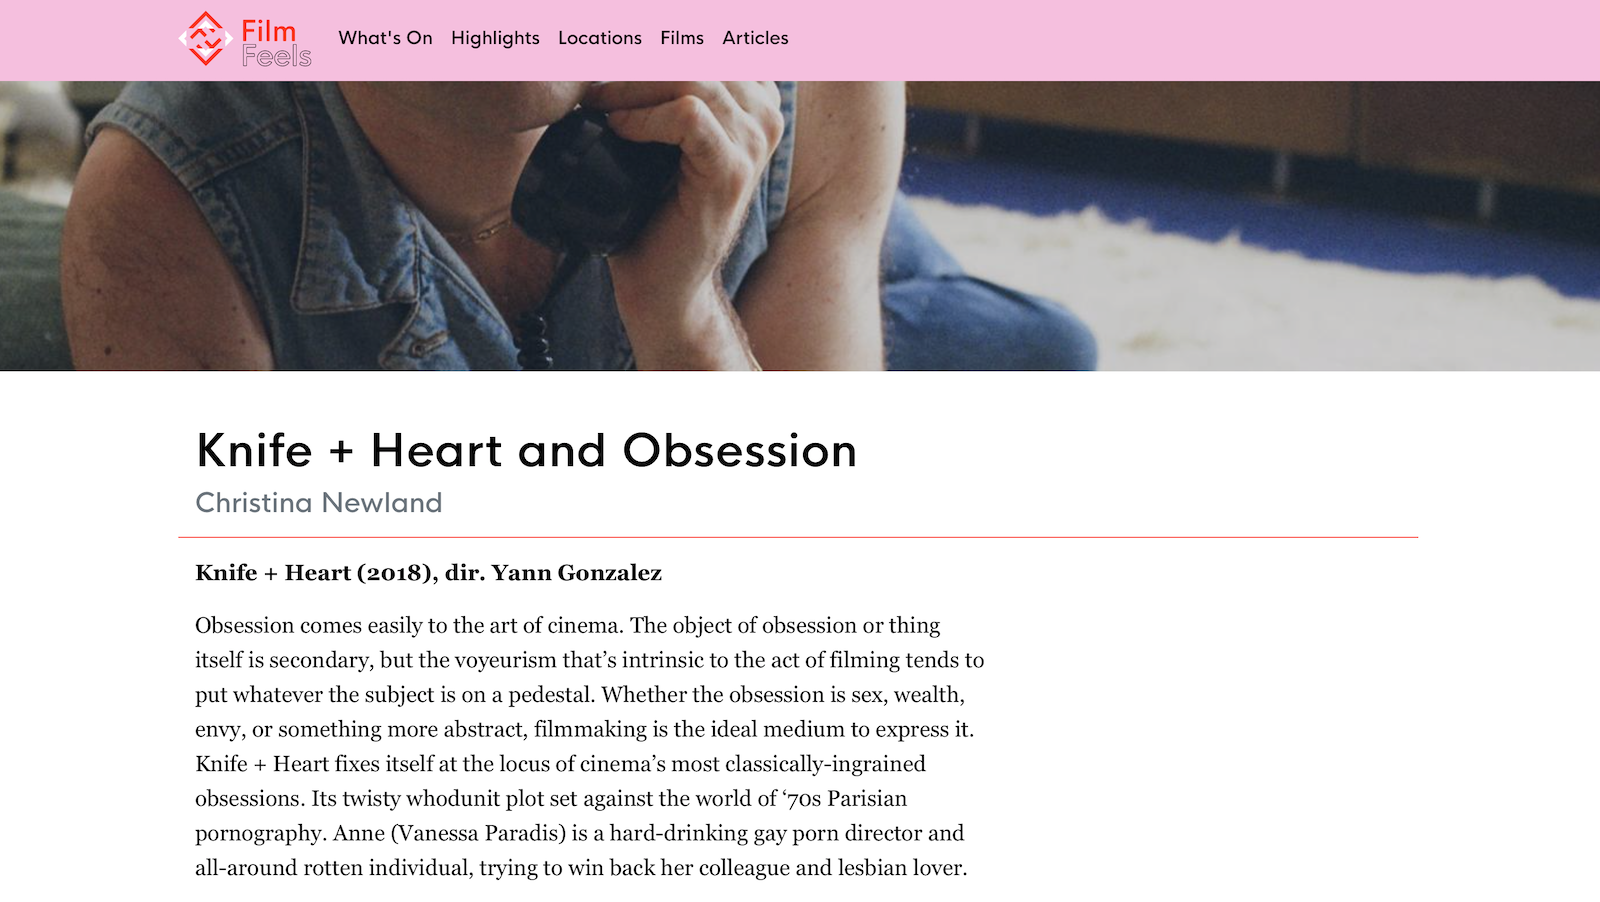 Film
Feels
What's On Highlights Locations Films Articles
Knife + Heart and Obsession
Christina Newland
Knife + Heart (2018), dir. Yann Gonzalez
Obsession comes easily to the art of cinema. The object of obsession or thing
itself is secondary, but the voyeurism that’s intrinsic to the act of filming tends to
put whatever the subject is on a pedestal. Whether the obsession is sex, wealth,
envy, or something more abstract, filmmaking is the ideal medium to express it.
Knife + Heart fixes itself at the locus of cinema’s most classically-ingrained
obsessions. Its twisty whodunit plot set against the world of ‘70s Parisian
pornography. Anne (Vanessa Paradis) is a hard-drinking gay porn director and
all-around rotten individual, trying to win back her colleague and lesbian lover.